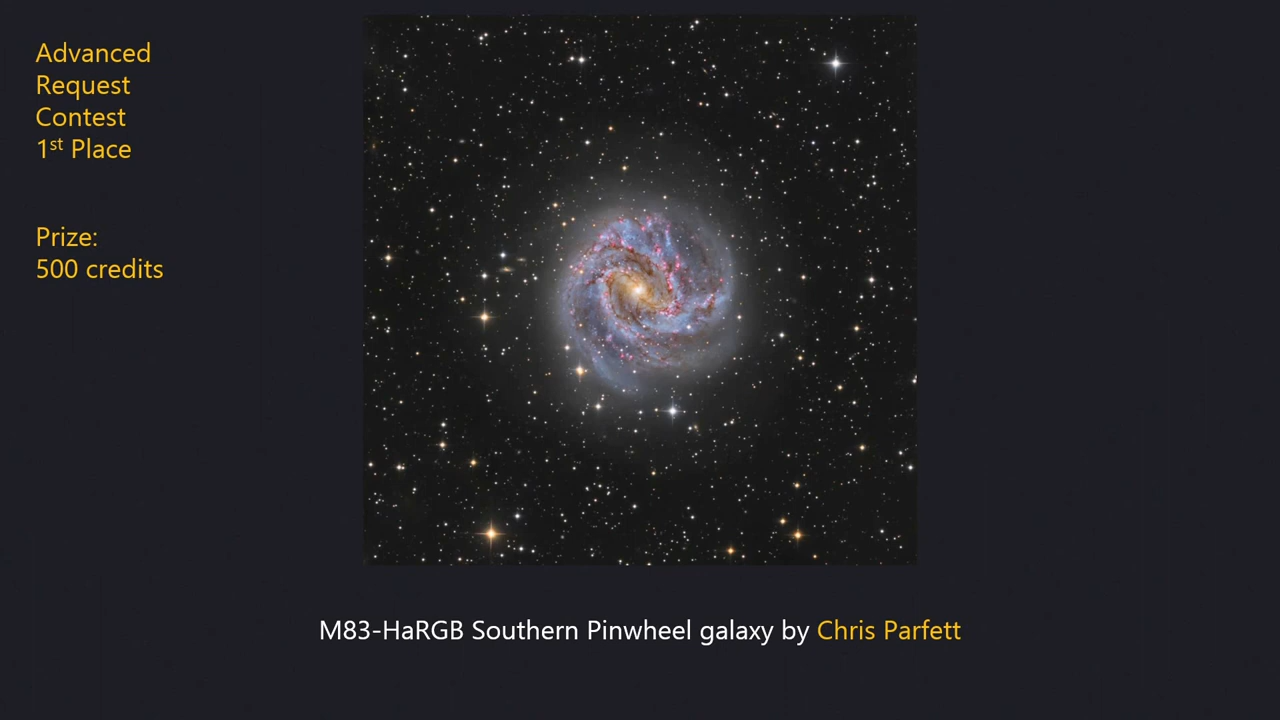 Advanced
Request
Contest
1st Place
Prize:
500 credits
M83-HaRGB Southern Pinwheel galaxy by Chris Parfett